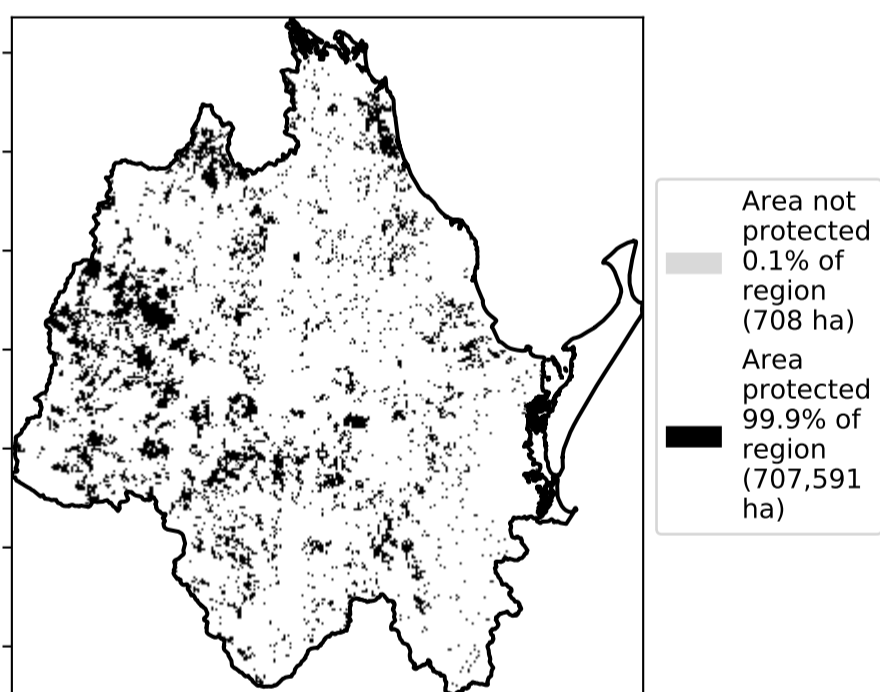 Area not
protected
0.1% of
region
(708 ha)
Area
protected
99.9% of
region
(707,591
ha)